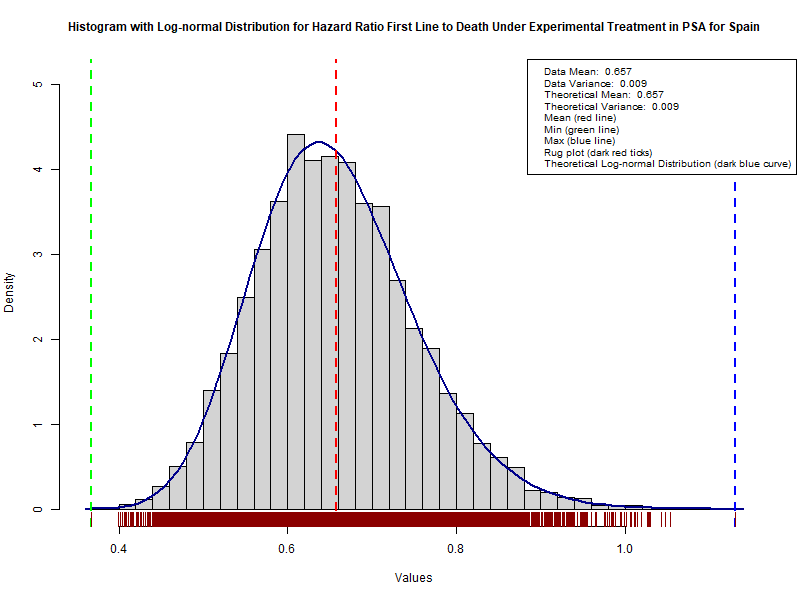 Histogram with Log-normal Distribution for Hazard Ratio First Line to Death Under Experimental Treatment in PSA for Spain
Data Mean:  0.657
Data Variance:  0.009
Theoretical Mean:  0.657
Theoretical Variance:  0.009
Mean (red line)
Min (green line)
Max (blue line)
Rug plot (dark red ticks)
Theoretical Log-normal Distribution (dark blue curve)
Density
5
4
3
2
1
0
0.4 0.6 0.8 1.0
Values